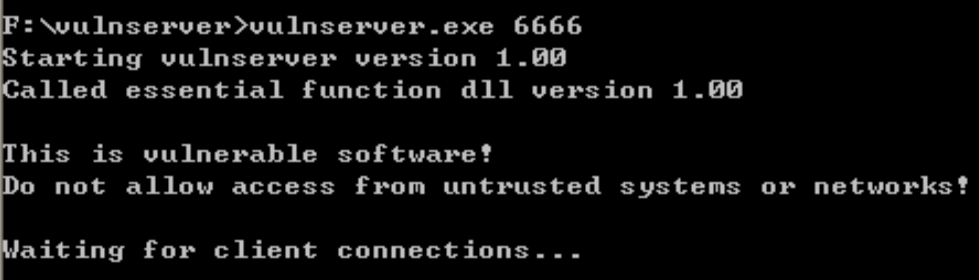 F:\vulnserver>vulnserver.exe 6666
Starting vulnserver version 1.00
Called essential function dll version 1.00
This is vulnerable software!
Do not allow access from untrusted systems or networks!
Waiting for client connections...